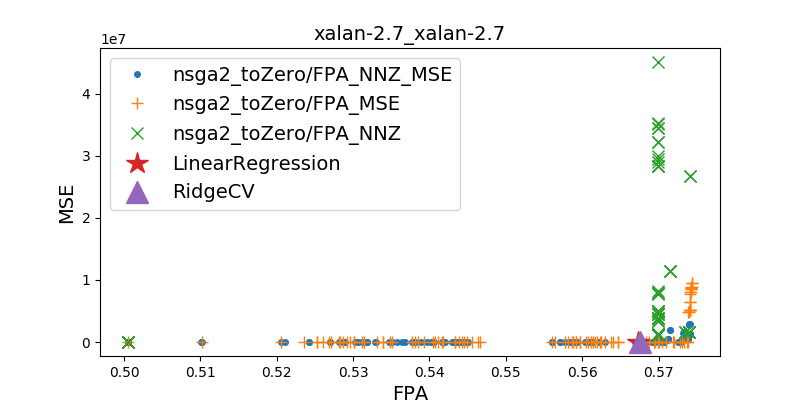 xalan-2.7_xalan-2.7
1e7
nsga2_toZero/FPA_NNZ_MSE
nsga2_toZero/FPA_MSE
nsga2_toZero/FPA_NNZ
LinearRegression
RidgeCV
MSE
4
3
2
1
0
0.50 0.51 0.52 0.53 0.54 0.55 0.56 0.57
FPA